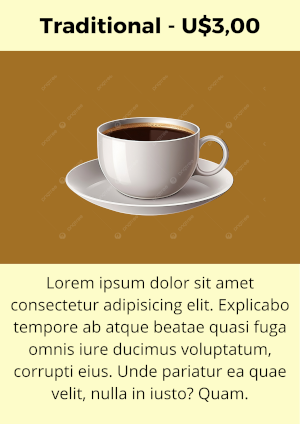 Traditional - U$3,00
Lorem ipsum dolor sit amet
consectetur adipisicing elit. Explicabo
tempore ab atque beatae quasi fuga
omnis iure ducimus voluptatum,
corrupti eius. Unde pariatur ea quae
velit, nulla in iusto? Quam.